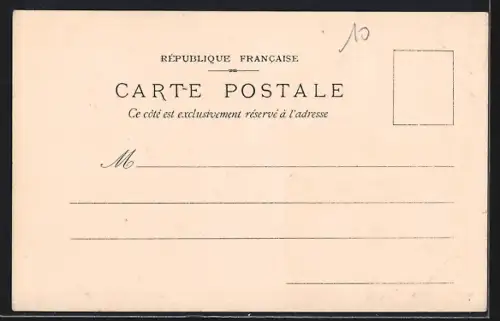 10
RÉPUBLIQUE FRANÇAISE
CARTE POSTALE
Ce côté est exclusivement réservé à l'adresse
M